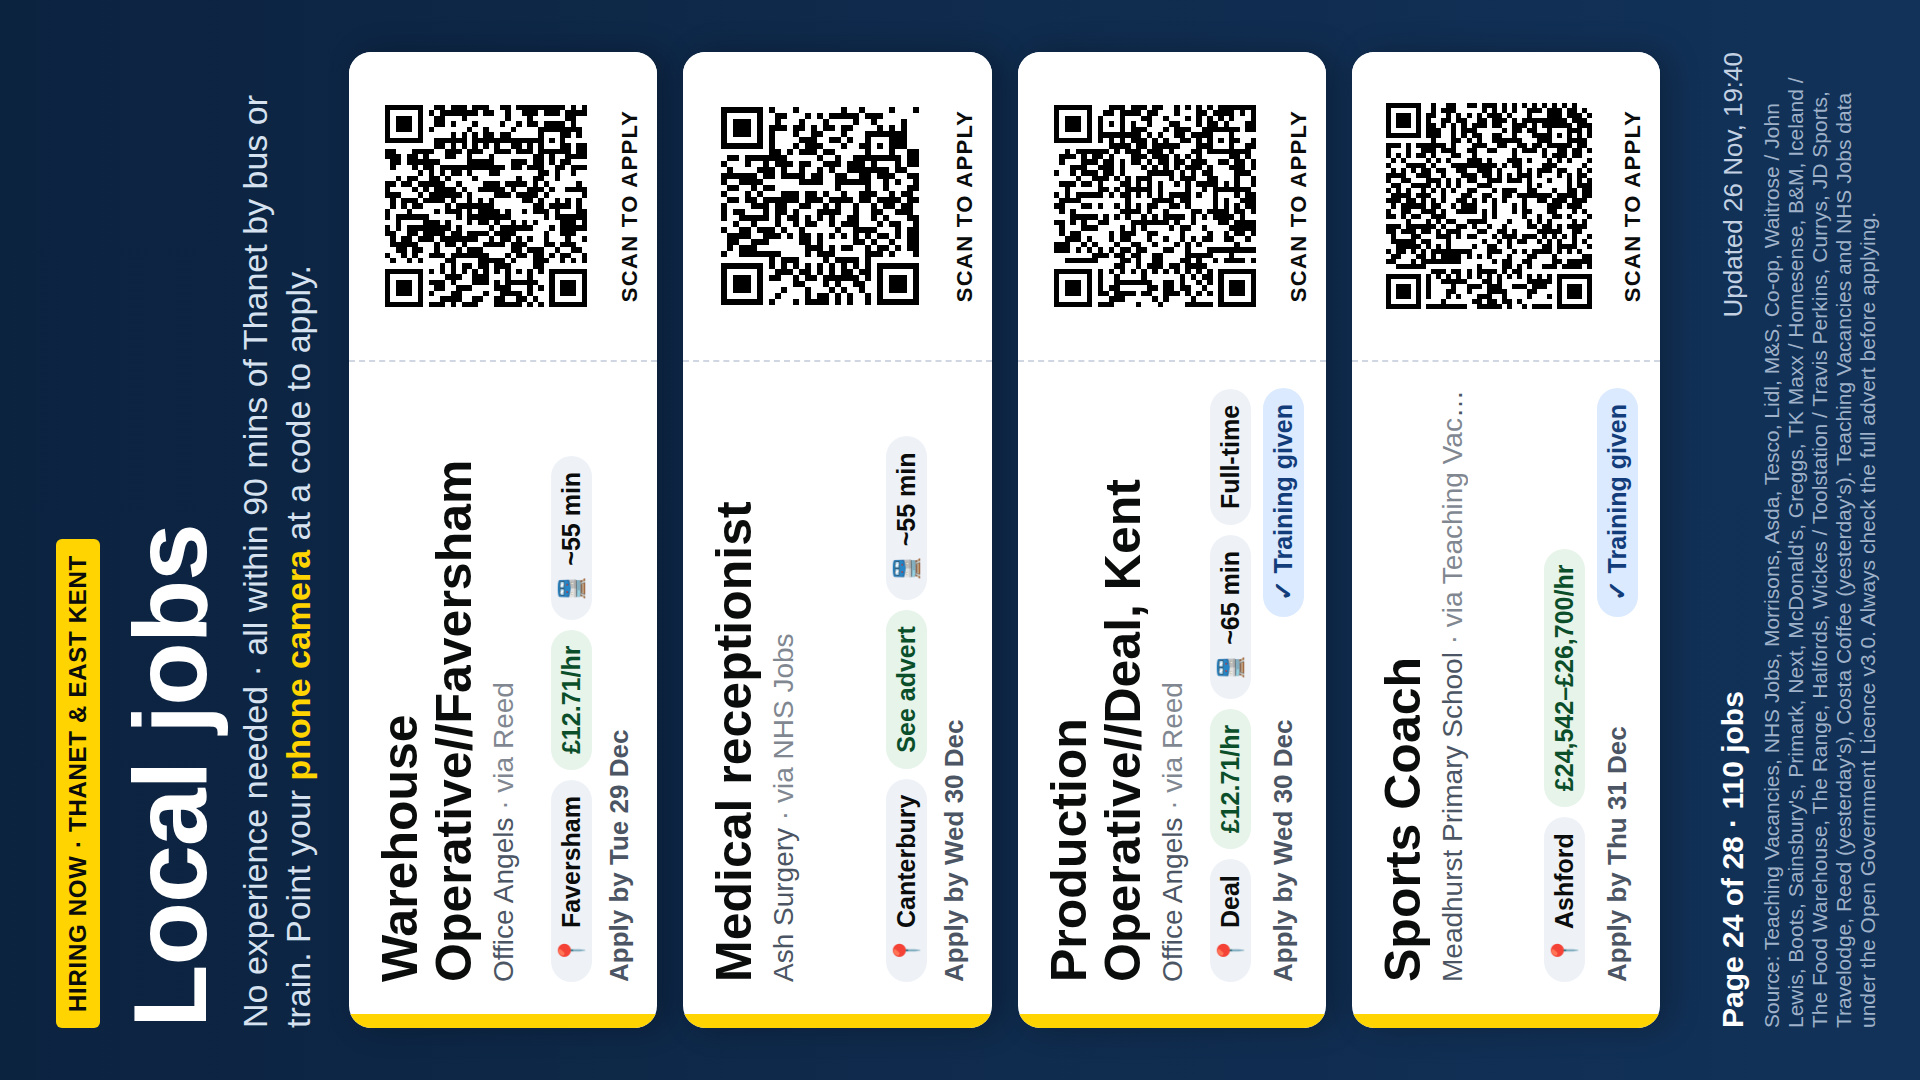 HIRING NOW · THANET & EAST KENT
Local jobs
No experience needed · all within 90 mins of Thanet by bus or
train. Point your phone camera at a code to apply.
Warehouse
Operative//Faversham
Office Angels · via Reed
📍 Faversham £12.71/hr 🚆 ~55 min
Apply by Tue 29 Dec
SCAN TO APPLY
Medical receptionist
Ash Surgery · via NHS Jobs
📍 Canterbury See advert 🚆 ~55 min
Apply by Wed 30 Dec
SCAN TO APPLY
Production
Operative//Deal, Kent
Office Angels · via Reed
📍 Deal £12.71/hr 🚆 ~65 min Full-time
Apply by Wed 30 Dec ✓ Training given
SCAN TO APPLY
Sports Coach
Meadhurst Primary School · via Teaching Vac…
📍 Ashford £24,542–£26,700/hr
Apply by Thu 31 Dec ✓ Training given
SCAN TO APPLY
Page 24 of 28 · 110 jobs Updated 26 Nov, 19:40
Source: Teaching Vacancies, NHS Jobs, Morrisons, Asda, Tesco, Lidl, M&S, Co-op, Waitrose / John
Lewis, Boots, Sainsbury's, Primark, Next, McDonald's, Greggs, TK Maxx / Homesense, B&M, Iceland /
The Food Warehouse, The Range, Halfords, Wickes / Toolstation / Travis Perkins, Currys, JD Sports,
Travelodge, Reed (yesterday's), Costa Coffee (yesterday's). Teaching Vacancies and NHS Jobs data
under the Open Government Licence v3.0. Always check the full advert before applying.